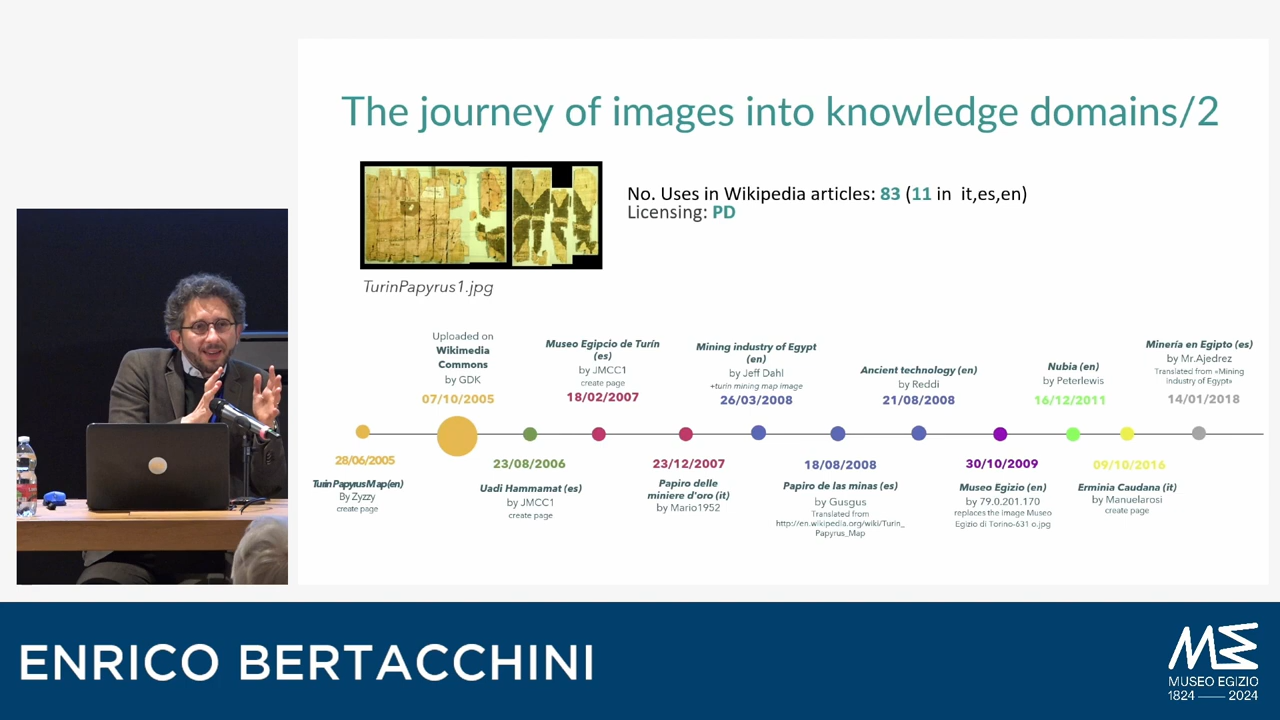 The journey of images into knowledge domains/2
No. Uses in Wikipedia articles: 83 (11 in it,es,en)
Licensing: PD
TurinPapyrus1.jpg
Uploaded on
Wikimedia
Commons
by GDK
07/10/2005
Museo Egipcio de Turín
(es)
by JMCC1
create page
18/02/2007
Mining industry of Egypt
(en)
by Jeff Dahl
+turin mining map image
26/03/2008
Ancient technology (en)
by Reddi
21/08/2008
Nubia (en)
by Peterlewis
16/12/2011
Minería en Egipto (es)
by Mr.Ajedrez
Translated from «Mining
industry of Egypt»
14/01/2018
28/06/2005
Turin Papyrus Map(en)
By Zyzzy
create page
23/08/2006
Uadi Hammamat (es)
by JMCC1
create page
23/12/2007
Papiro delle
miniere d'oro (it)
by Mario1952
18/08/2008
Papiro de las minas (es)
by Gusgus
Translated from
http://en.wikipedia.org/wiki/Turin_
Papyrus_Map
30/10/2009
Museo Egizio (en)
by 79.0.201.170
replaces the image Museo
Egizio di Torino-631 o.jpg
09/10/2016
Erminia Caudana (it)
by Manuelarosi
create page
ENRICO BERTACCHINI
MUSEO EGIZIO
1824 — 2024